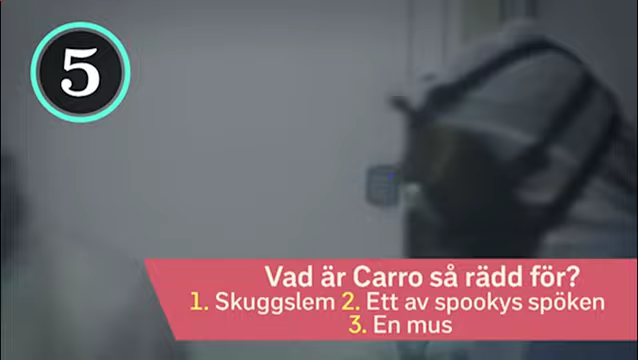 5
Vad är Carro så rädd för?
1. Skuggslem 2. Ett av spookys spöken
3. En mus